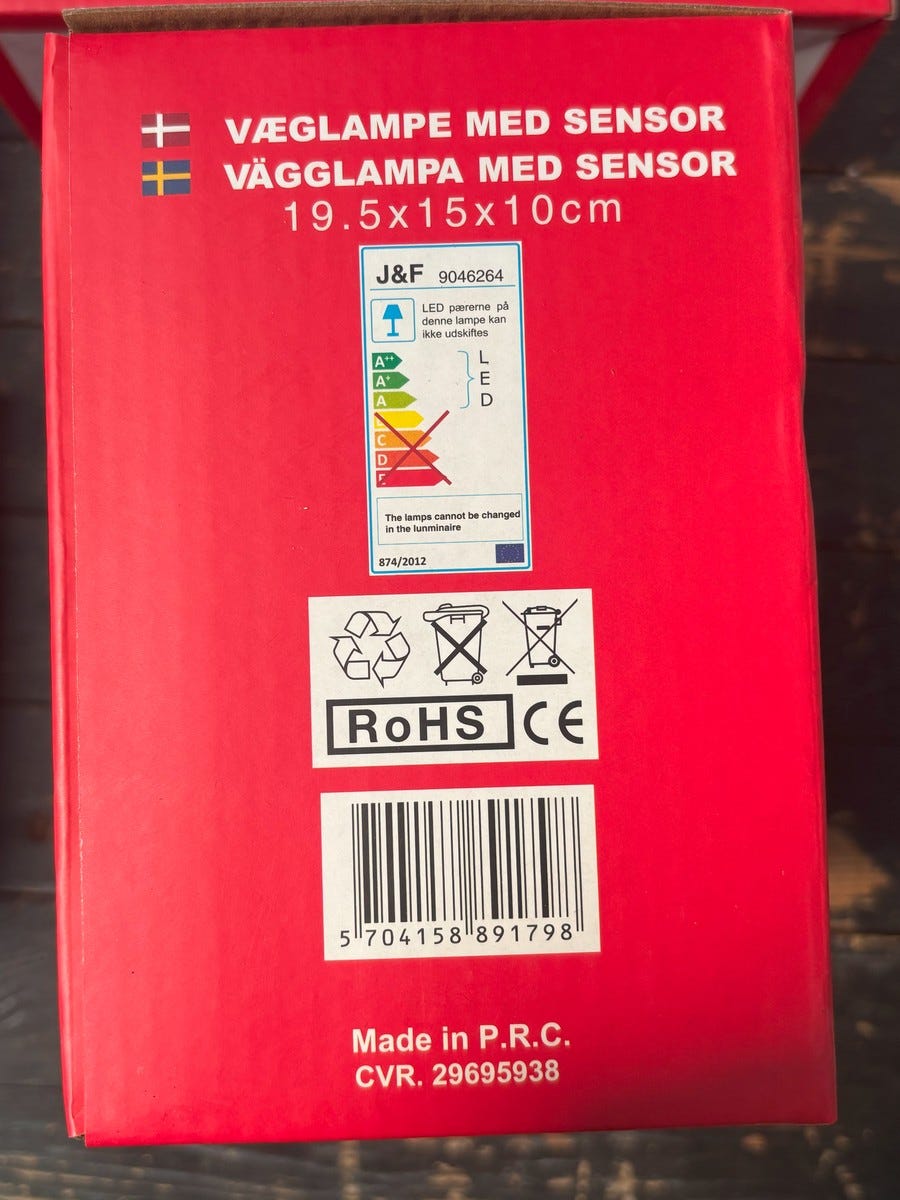 VÆGLAMPE MED SENSOR
VÄGGLAMPA MED SENSOR
19.5x15x10cm
J&F 9046264
LED pærerne på
denne lampe kan
ikke udskiftes
A++
A+
A
C
D
E
L
E
D
The lamps cannot be changed
in the lunminaire
874/2012
RoHS CE
5 704158 891798
Made in P.R.C.
CVR. 29695938